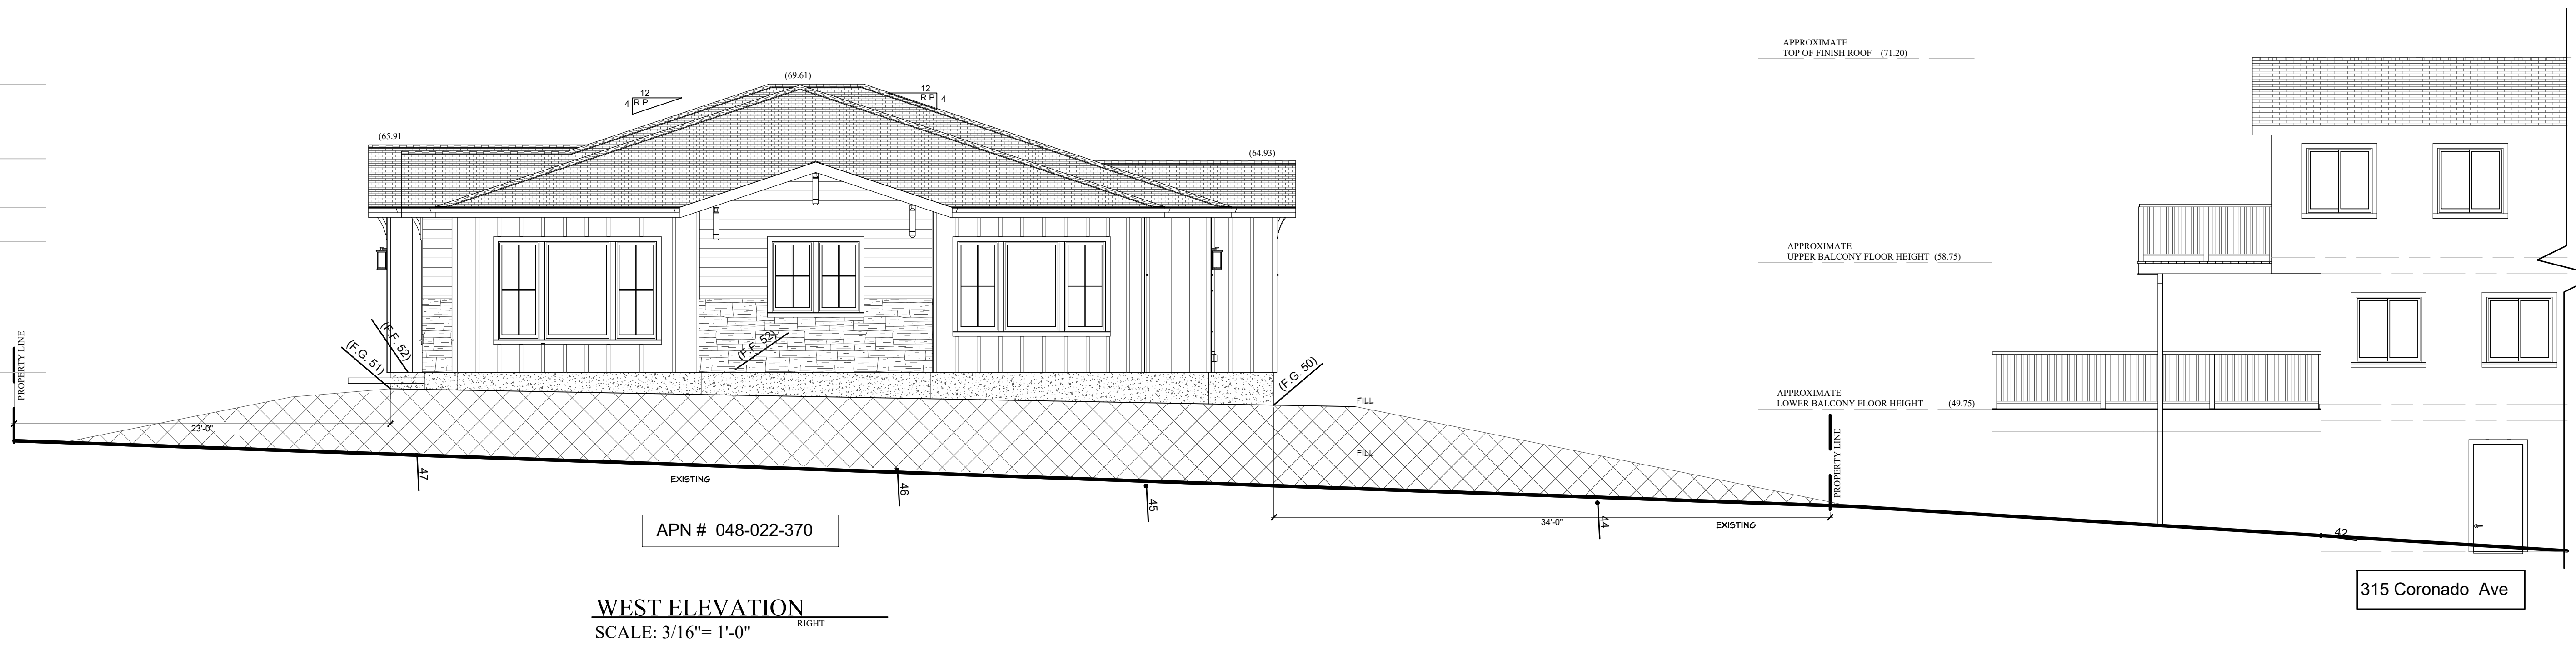 APPROXIMATE
TOP OF FINISH ROOF (71.20)
(69.61)
12
4 R.P.
12
R.P. 4
(65.91
(64.93)
APPROXIMATE
UPPER BALCONY FLOOR HEIGHT (58.75)
PROPERTY LINE
(F.F. 52)
(F.G. 51)
(F.F. 52)
(F.G. 50)
APPROXIMATE
LOWER BALCONY FLOOR HEIGHT (49.75)
FILL
23'-0"
FILL
PROPERTY LINE
47
EXISTING
46
45
34'-0"
44
EXISTING
42
APN # 048-022-370
315 Coronado Ave
WEST ELEVATION
RIGHT
SCALE: 3/16"= 1'-0"